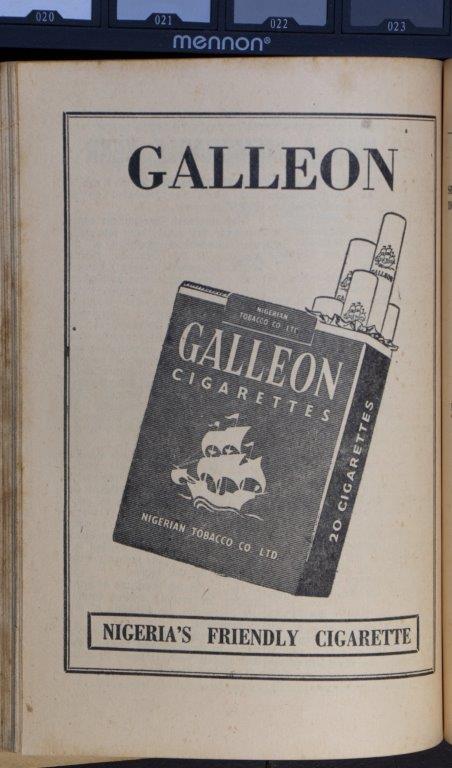 020 021 022 023
mennon®
GALLEON
GALLEON
NIGERIAN
TOBACCO CO LTD
GALLEON
CIGARETTES
20 CIGARETTES
NIGERIAN TOBACCO CO LTD
NIGERIA'S FRIENDLY CIGARETTE